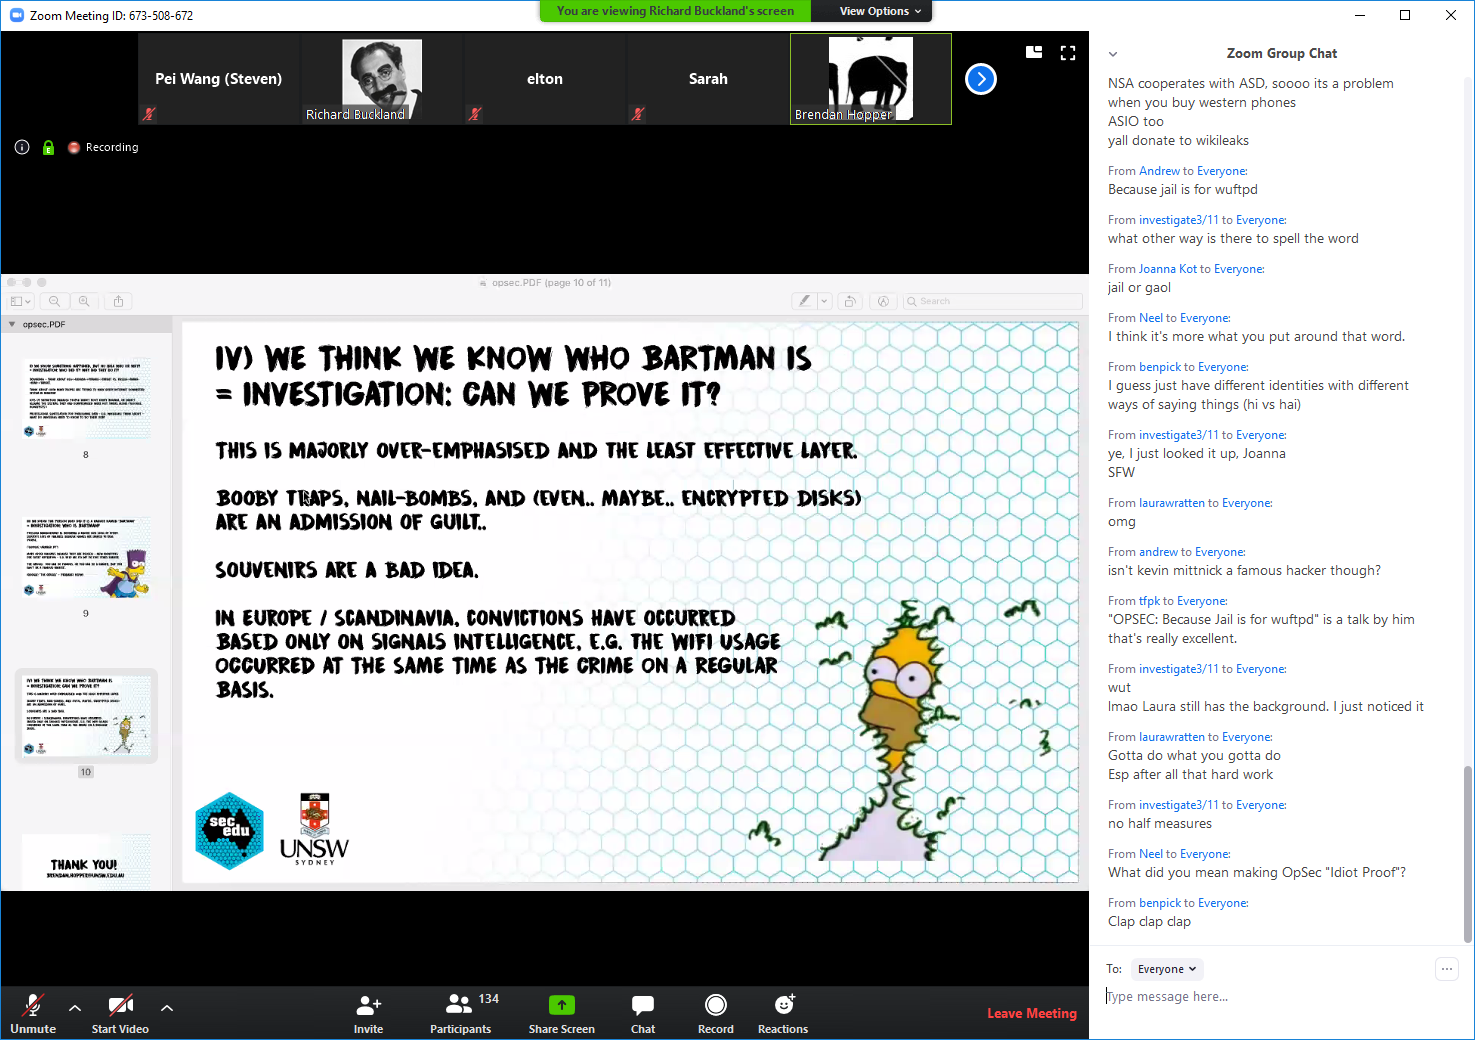 Zoom Meeting ID: 673-508-672
You are viewing Richard Buckland's screen
View Options
Pei Wang (Steven)
Richard Buckland
elton
Sarah
Brendan Hopper
Recording
opsec.PDF (page 10 of 11)
Search
opsec.PDF
8
9
10
THANK YOU!
BRENDAN.HOPPER@UNSW.EDU.AU
IV) WE THINK WE KNOW WHO BARTMAN IS
= INVESTIGATION: CAN WE PROVE IT?
THIS IS MAJORLY OVER-EMPHASISED AND THE LEAST EFFECTIVE LAYER.
BOOBY TRAPS, NAIL-BOMBS, AND (EVEN.. MAYBE.. ENCRYPTED DISKS)
ARE AN ADMISSION OF GUILT..
SOUVENIRS ARE A BAD IDEA.
IN EUROPE / SCANDINAVIA, CONVICTIONS HAVE OCCURRED
BASED ONLY ON SIGNALS INTELLIGENCE, E.G. THE WIFI USAGE
OCCURRED AT THE SAME TIME AS THE CRIME ON A REGULAR
BASIS.
sec.
edu
UNSW
SYDNEY
Unmute
Start Video
Invite
134
Participants
Share Screen
Chat
Record
Reactions
Leave Meeting
Zoom Group Chat
NSA cooperates with ASD, soooo its a problem
when you buy western phones
ASIO too
yall donate to wikileaks
From Andrew to Everyone:
Because jail is for wuftpd
From investigate3/11 to Everyone:
what other way is there to spell the word
From Joanna Kot to Everyone:
jail or gaol
From Neel to Everyone:
I think it's more what you put around that word.
From benpick to Everyone:
I guess just have different identities with different
ways of saying things (hi vs hai)
From investigate3/11 to Everyone:
ye, I just looked it up, Joanna
SFW
From laurawratten to Everyone:
omg
From andrew to Everyone:
isn't kevin mittnick a famous hacker though?
From tfpk to Everyone:
"OPSEC: Because Jail is for wuftpd" is a talk by him
that's really excellent.
From investigate3/11 to Everyone:
wut
lmao Laura still has the background. I just noticed it
From laurawratten to Everyone:
Gotta do what you gotta do
Esp after all that hard work
From investigate3/11 to Everyone:
no half measures
From Neel to Everyone:
What did you mean making OpSec "Idiot Proof"?
From benpick to Everyone:
Clap clap clap
To: Everyone
Type message here...